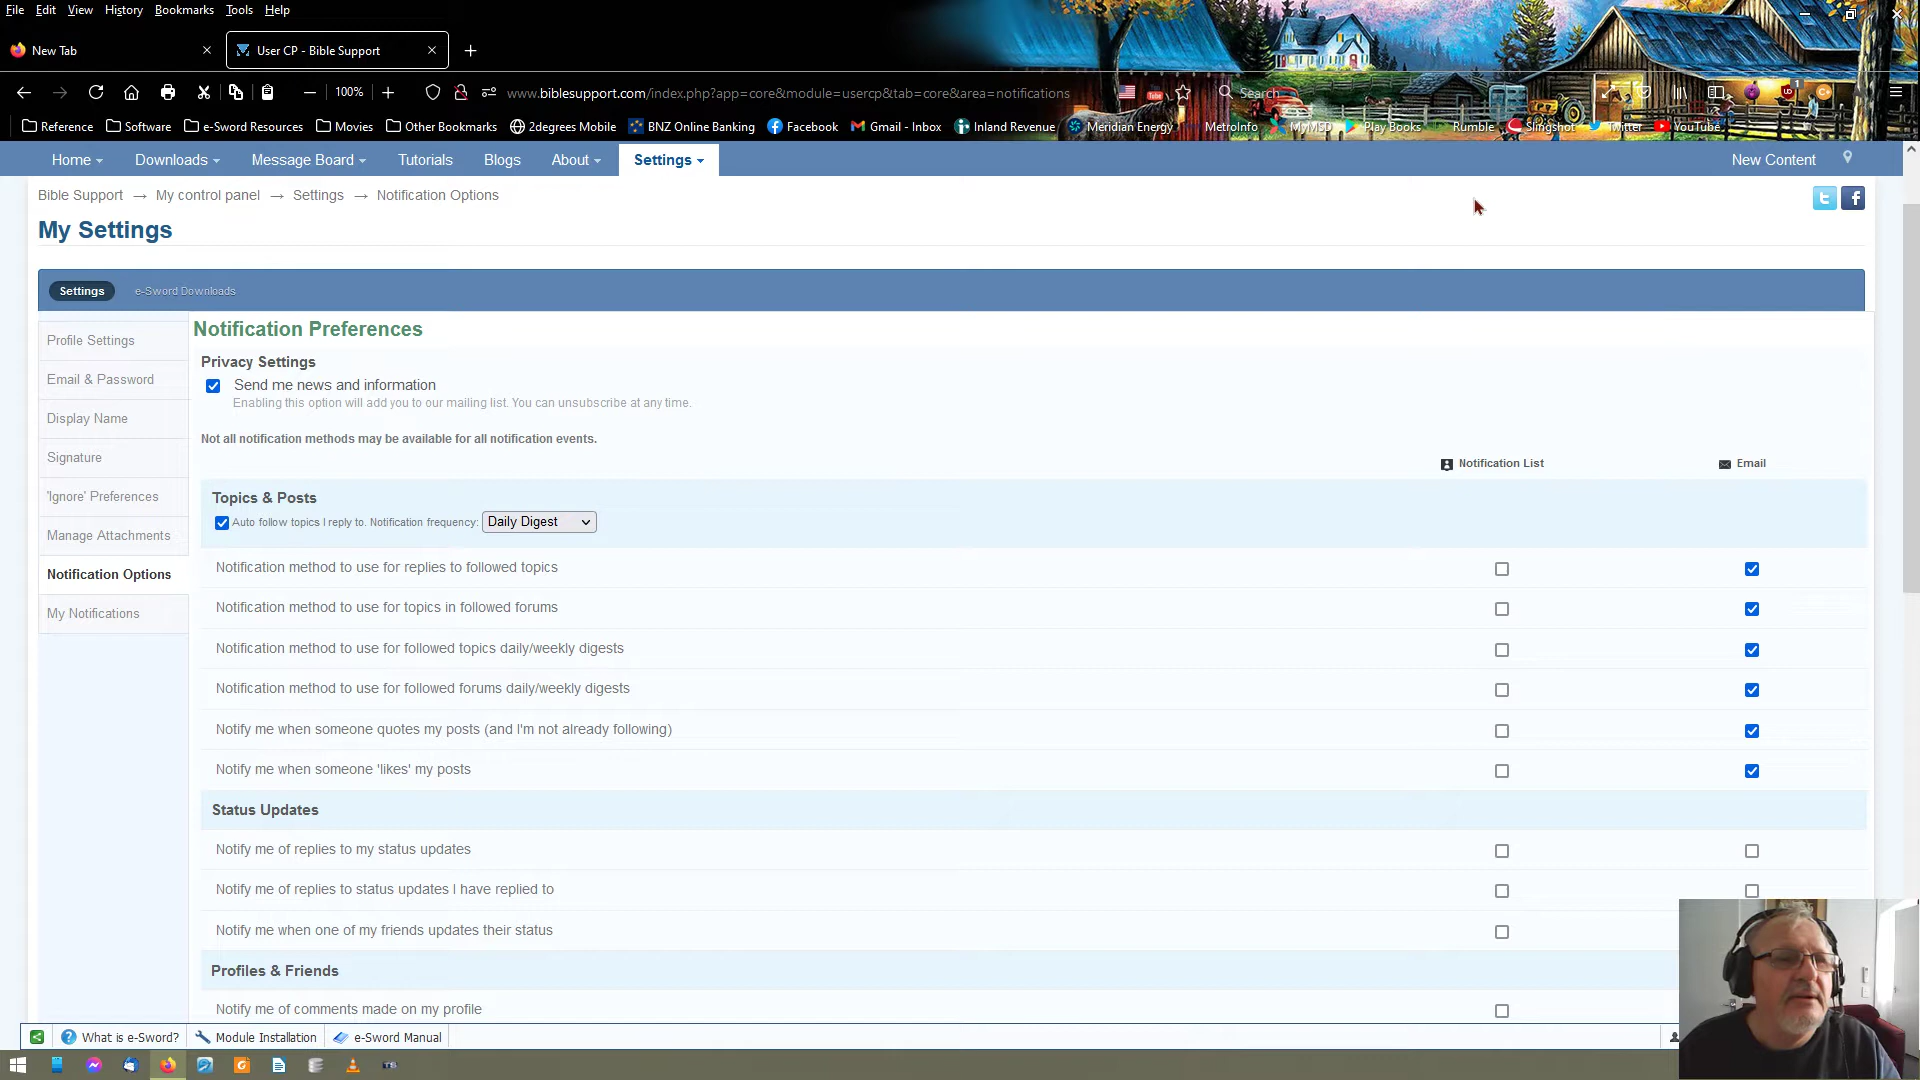 File Edit View History Bookmarks Tools Help
New Tab
User CP - Bible Support
100%
www.biblesupport.com/index.php?app=core&module=usercp&tab=core&area=notifications
Search
1
Reference Software e-Sword Resources Movies Other Bookmarks 2degrees Mobile BNZ Online Banking Facebook Gmail - Inbox Inland Revenue Meridian Energy MetroInfo MyMSD Play Books Rumble Slingshot Twitter YouTube
Home Downloads Message Board Tutorials Blogs About Settings New Content
Bible Support → My control panel → Settings → Notification Options
My Settings
Settings e-Sword Downloads
Profile Settings
Email & Password
Display Name
Signature
'Ignore' Preferences
Manage Attachments
Notification Options
My Notifications
Notification Preferences
Privacy Settings
Send me news and information
Enabling this option will add you to our mailing list. You can unsubscribe at any time.
Not all notification methods may be available for all notification events.
Notification List Email
Topics & Posts
Auto follow topics I reply to. Notification frequency: Daily Digest
Notification method to use for replies to followed topics
Notification method to use for topics in followed forums
Notification method to use for followed topics daily/weekly digests
Notification method to use for followed forums daily/weekly digests
Notify me when someone quotes my posts (and I'm not already following)
Notify me when someone 'likes' my posts
Status Updates
Notify me of replies to my status updates
Notify me of replies to status updates I have replied to
Notify me when one of my friends updates their status
Profiles & Friends
Notify me of comments made on my profile
What is e-Sword? Module Installation e-Sword Manual